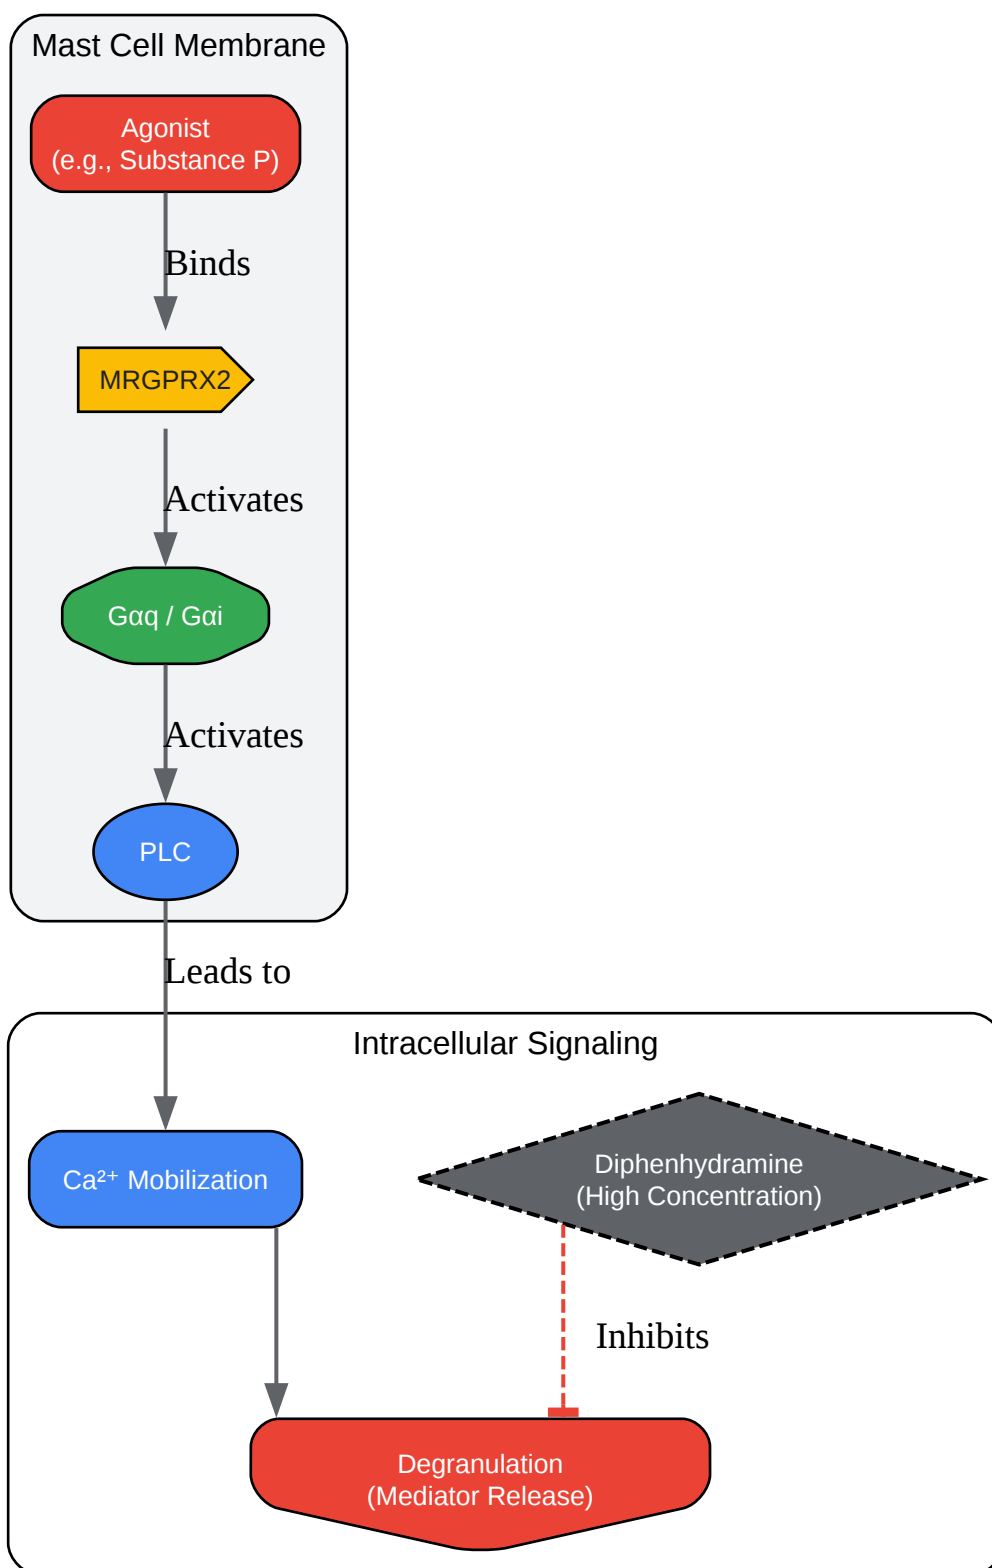 Mast Cell Membrane
Agonist
(e.g., Substance P)
Binds
MRGPRX2
Activates
Gαq / Gαi
Activates
PLC
Leads to
Intracellular Signaling
Ca²⁺ Mobilization
Diphenhydramine
(High Concentration)
Inhibits
Degranulation
(Mediator Release)